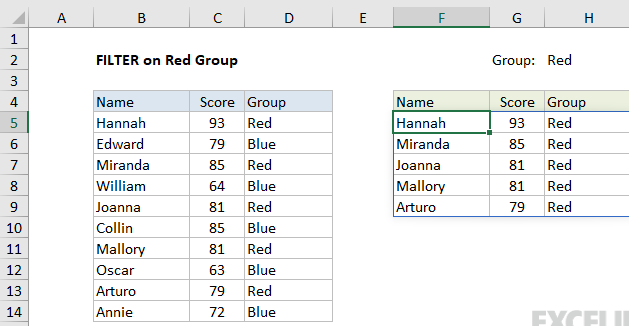 A B C D E F G H
1
2 FILTER on Red Group Group: Red
3
4 Name Score Group Name Score Group
5 Hannah 93 Red Hannah 93 Red
6 Edward 79 Blue Miranda 85 Red
7 Miranda 85 Red Joanna 81 Red
8 William 64 Blue Mallory 81 Red
9 Joanna 81 Red Arturo 79 Red
10 Collin 85 Blue
11 Mallory 81 Red
12 Oscar 63 Blue
13 Arturo 79 Red
14 Annie 72 Blue